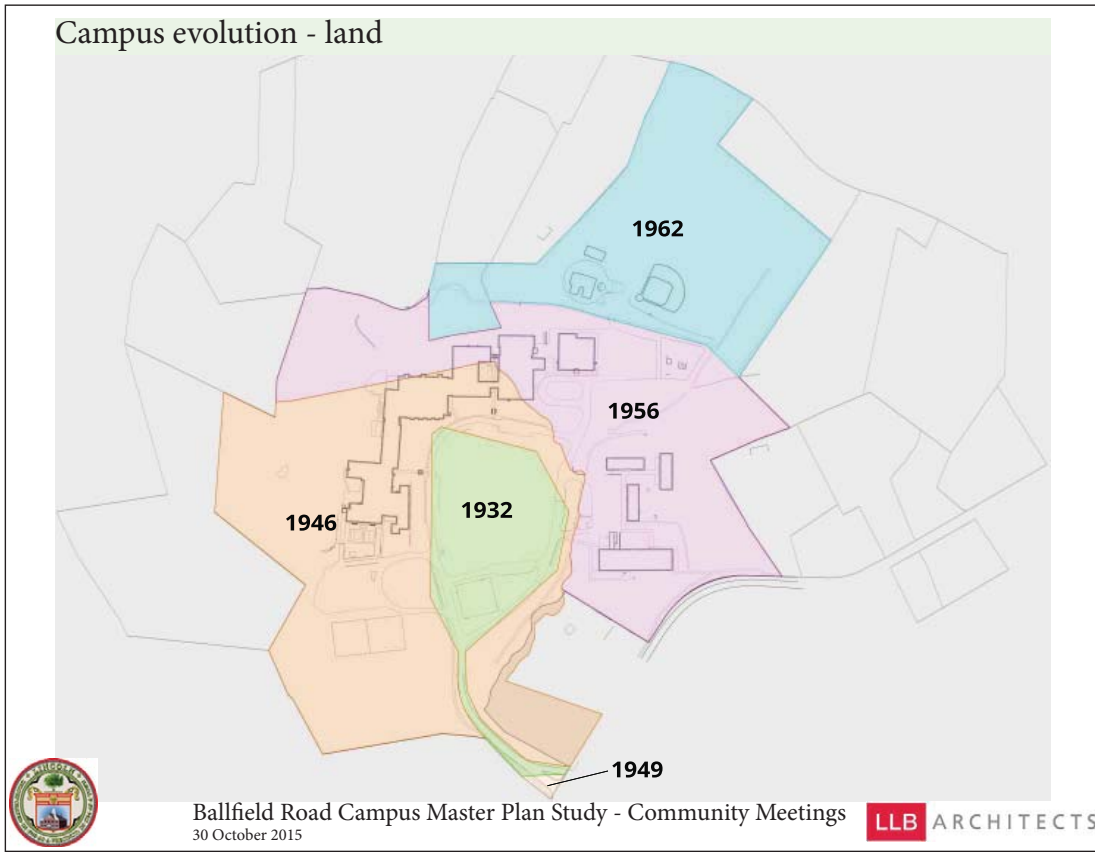 Campus evolution - land
1962
1956
1932
1946
1949
Ballfield Road Campus Master Plan Study - Community Meetings
30 October 2015
LLB ARCHITECTS
LINCOLN